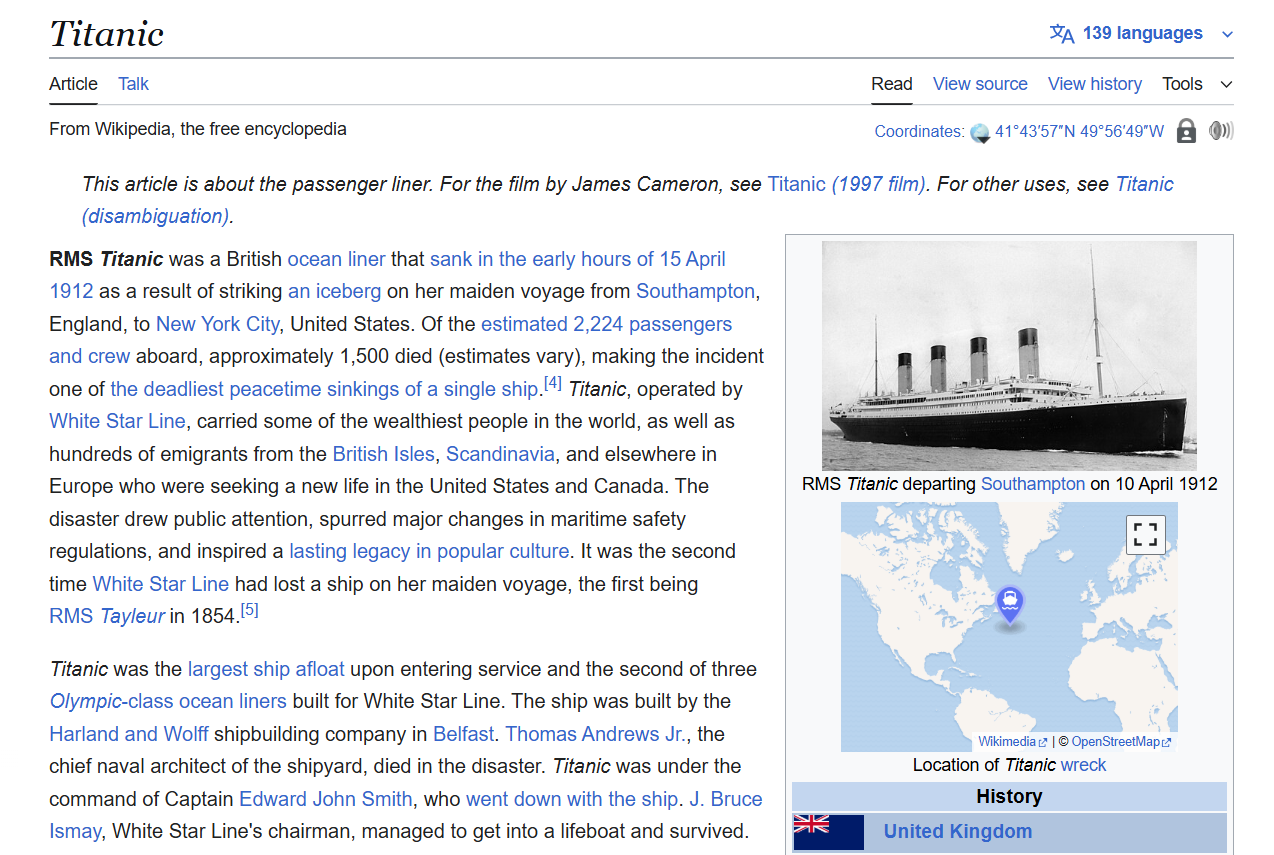 Titanic
139 languages
Article Talk Read View source View history Tools
From Wikipedia, the free encyclopedia
Coordinates: 41°43′57″N 49°56′49″W
This article is about the passenger liner. For the film by James Cameron, see Titanic (1997 film). For other uses, see Titanic
(disambiguation).
RMS Titanic was a British ocean liner that sank in the early hours of 15 April
1912 as a result of striking an iceberg on her maiden voyage from Southampton,
England, to New York City, United States. Of the estimated 2,224 passengers
and crew aboard, approximately 1,500 died (estimates vary), making the incident
one of the deadliest peacetime sinkings of a single ship.[4] Titanic, operated by
White Star Line, carried some of the wealthiest people in the world, as well as
hundreds of emigrants from the British Isles, Scandinavia, and elsewhere in
Europe who were seeking a new life in the United States and Canada. The
disaster drew public attention, spurred major changes in maritime safety
regulations, and inspired a lasting legacy in popular culture. It was the second
time White Star Line had lost a ship on her maiden voyage, the first being
RMS Tayleur in 1854.[5]
Titanic was the largest ship afloat upon entering service and the second of three
Olympic-class ocean liners built for White Star Line. The ship was built by the
Harland and Wolff shipbuilding company in Belfast. Thomas Andrews Jr., the
chief naval architect of the shipyard, died in the disaster. Titanic was under the
command of Captain Edward John Smith, who went down with the ship. J. Bruce
Ismay, White Star Line's chairman, managed to get into a lifeboat and survived.
RMS Titanic departing Southampton on 10 April 1912
Wikimedia | © OpenStreetMap
Location of Titanic wreck
History
United Kingdom